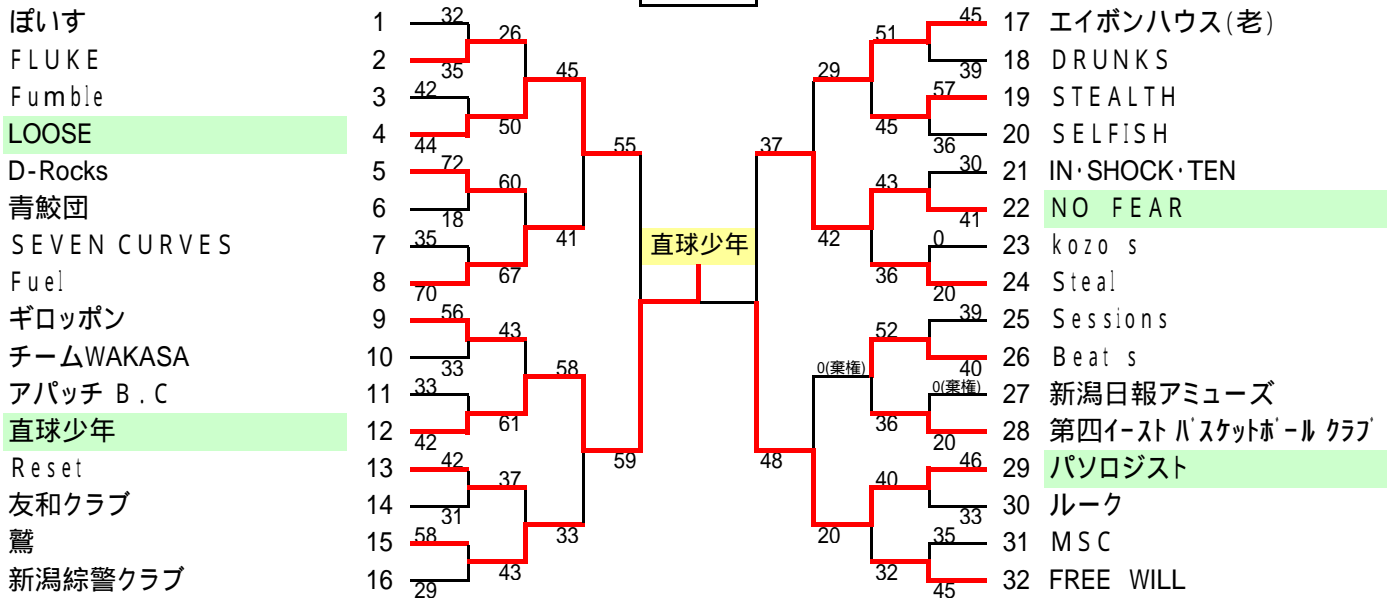 ぽいす 1 32
26
FLUKE 2 35
45
Fumble 3 42
50
LOOSE 4 44
55
D-Rocks 5 72
60
青鮫団 6 18
41
SEVEN CURVES 7 35
67
Fuel 8 70
直球少年
ギロッポン 9 56
43
チームWAKASA 10 33
58
アパッチ B.C 11 33
61
直球少年 12 42
59
Reset 13 42
37
友和クラブ 14 31
33
鷲 15 58
43
新潟綜警クラブ 16 29
45 17 エイボンハウス(老)
51
39 18 DRUNKS
29
57 19 STEALTH
45
36 20 SELFISH
37
30 21 IN・SHOCK・TEN
43
41 22 NO FEAR
42
0 23 kozo s
36
20 24 Steal
39 25 Sessions
52
40 26 Beat s
0(棄権)
0(棄権) 27 新潟日報アミューズ
36
20 28 第四イースト バスケットボール クラブ
48
46 29 パソロジスト
40
33 30 ルーク
20
35 31 MSC
32
45 32 FREE WILL